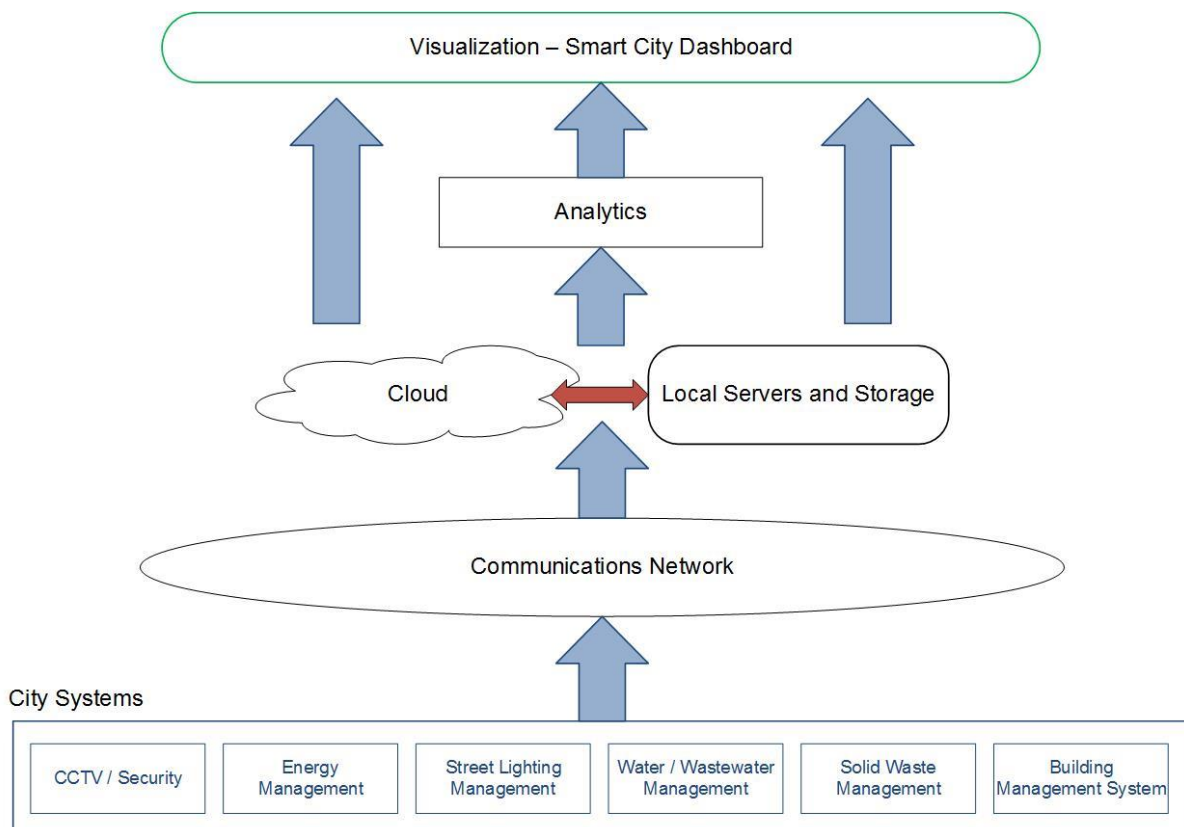 Visualization – Smart City Dashboard
Analytics
Cloud
Local Servers and Storage
Communications Network
City Systems
CCTV / Security
Energy
Management
Street Lighting
Management
Water / Wastewater
Management
Solid Waste
Management
Building
Management System